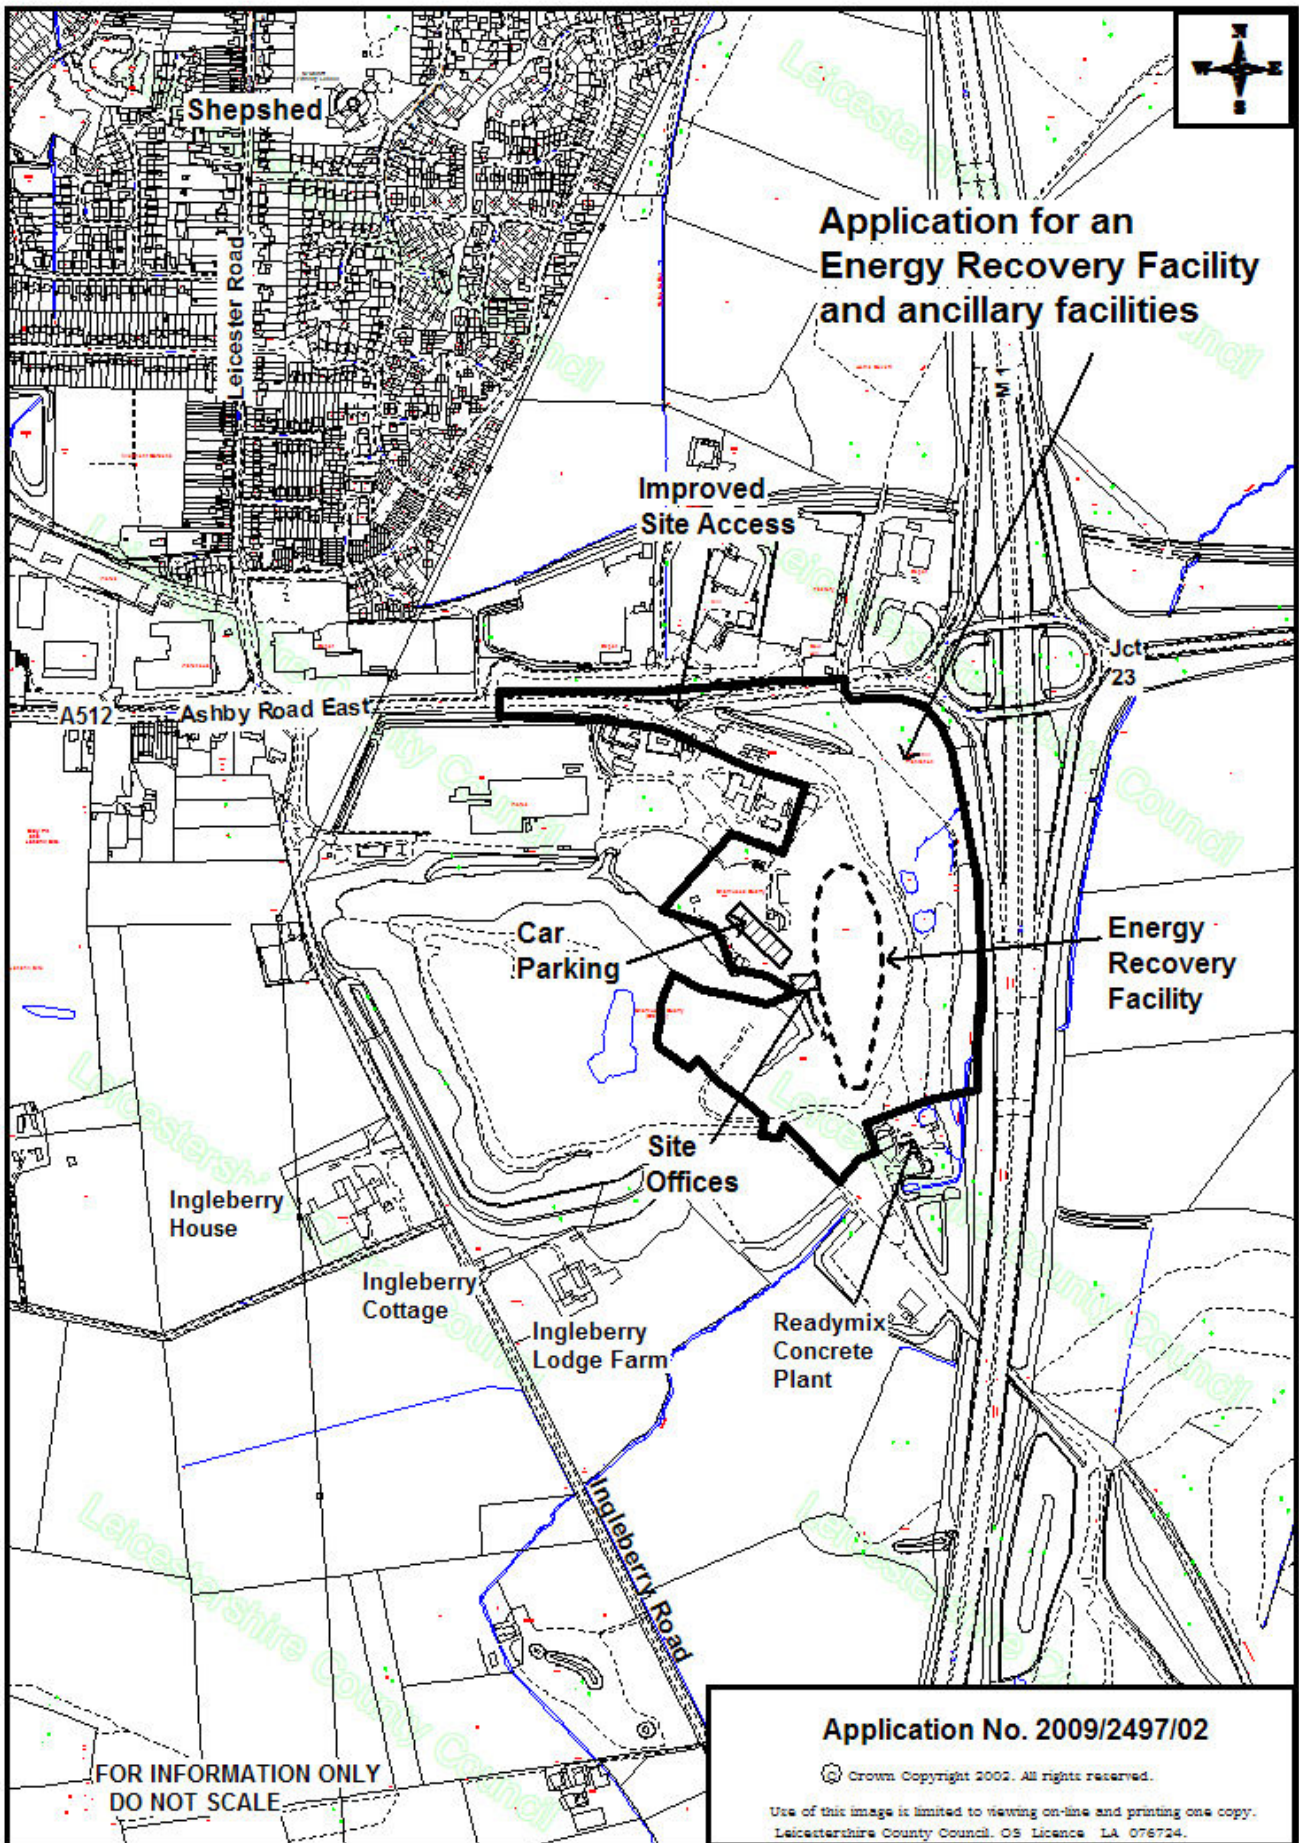 N
W E
S
Shepshed
Leicester Road
Application for an
Energy Recovery Facility
and ancillary facilities
M 1
Improved
Site Access
Jct
23
A512
Ashby Road East
Car
Parking
Energy
Recovery
Facility
Site
Offices
Ingleberry
House
Ingleberry
Cottage
Ingleberry
Lodge Farm
Readymix
Concrete
Plant
Ingleberry Road
Leicestershire County Council
FOR INFORMATION ONLY
DO NOT SCALE
Application No. 2009/2497/02
© Crown Copyright 2002. All rights reserved.
Use of this image is limited to viewing on-line and printing one copy.
Leicestershire County Council. OS Licence LA 076724.